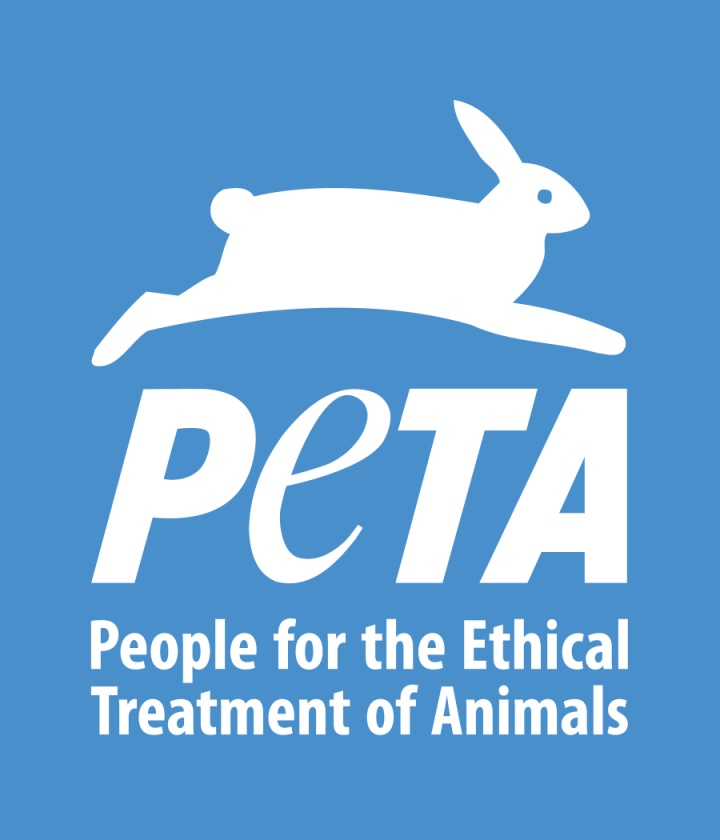 PeTA
People for the Ethical
Treatment of Animals